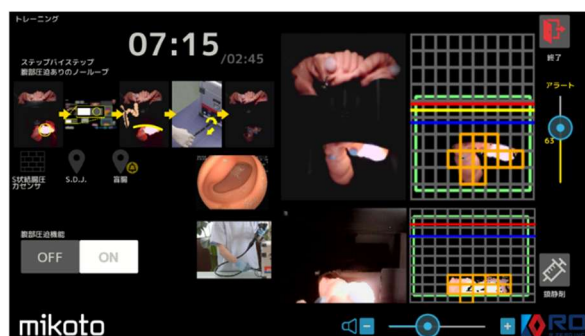 トレーニング
07:15
/02:45
ステップバイステップ
腹部圧迫ありのノーループ
終了
アラート
63
S状結腸圧
力センサ
S.D.J.
盲腸
腹部圧迫機能
OFF
ON
鎮静剤
mikoto
RC